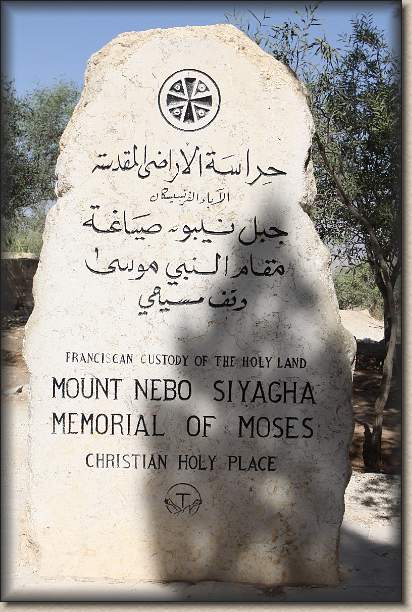 حراسة الاراضي المقدسة
الآباء الفرنسيسكان
جبل نيبو - صياغة
مقام النبي موسى
وقف مسيحي
FRANCISCAN CUSTODY OF THE HOLY LAND
MOUNT NEBO SIYAGHA
MEMORIAL OF MOSES
CHRISTIAN HOLY PLACE